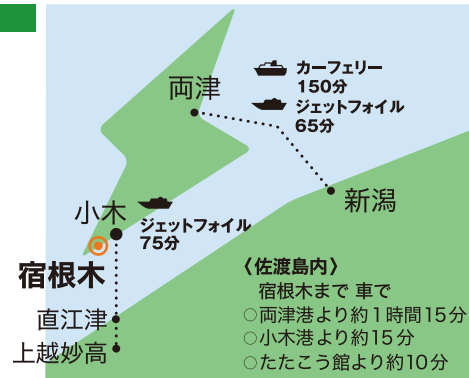 カーフェリー
150分
両津
ジェットフォイル
65分
新潟
小木
ジェットフォイル
75分
宿根木
直江津
上越妙高
〈佐渡島内〉
宿根木まで 車で
○両津港より約1時間15分
○小木港より約15分
○たたこう館より約10分